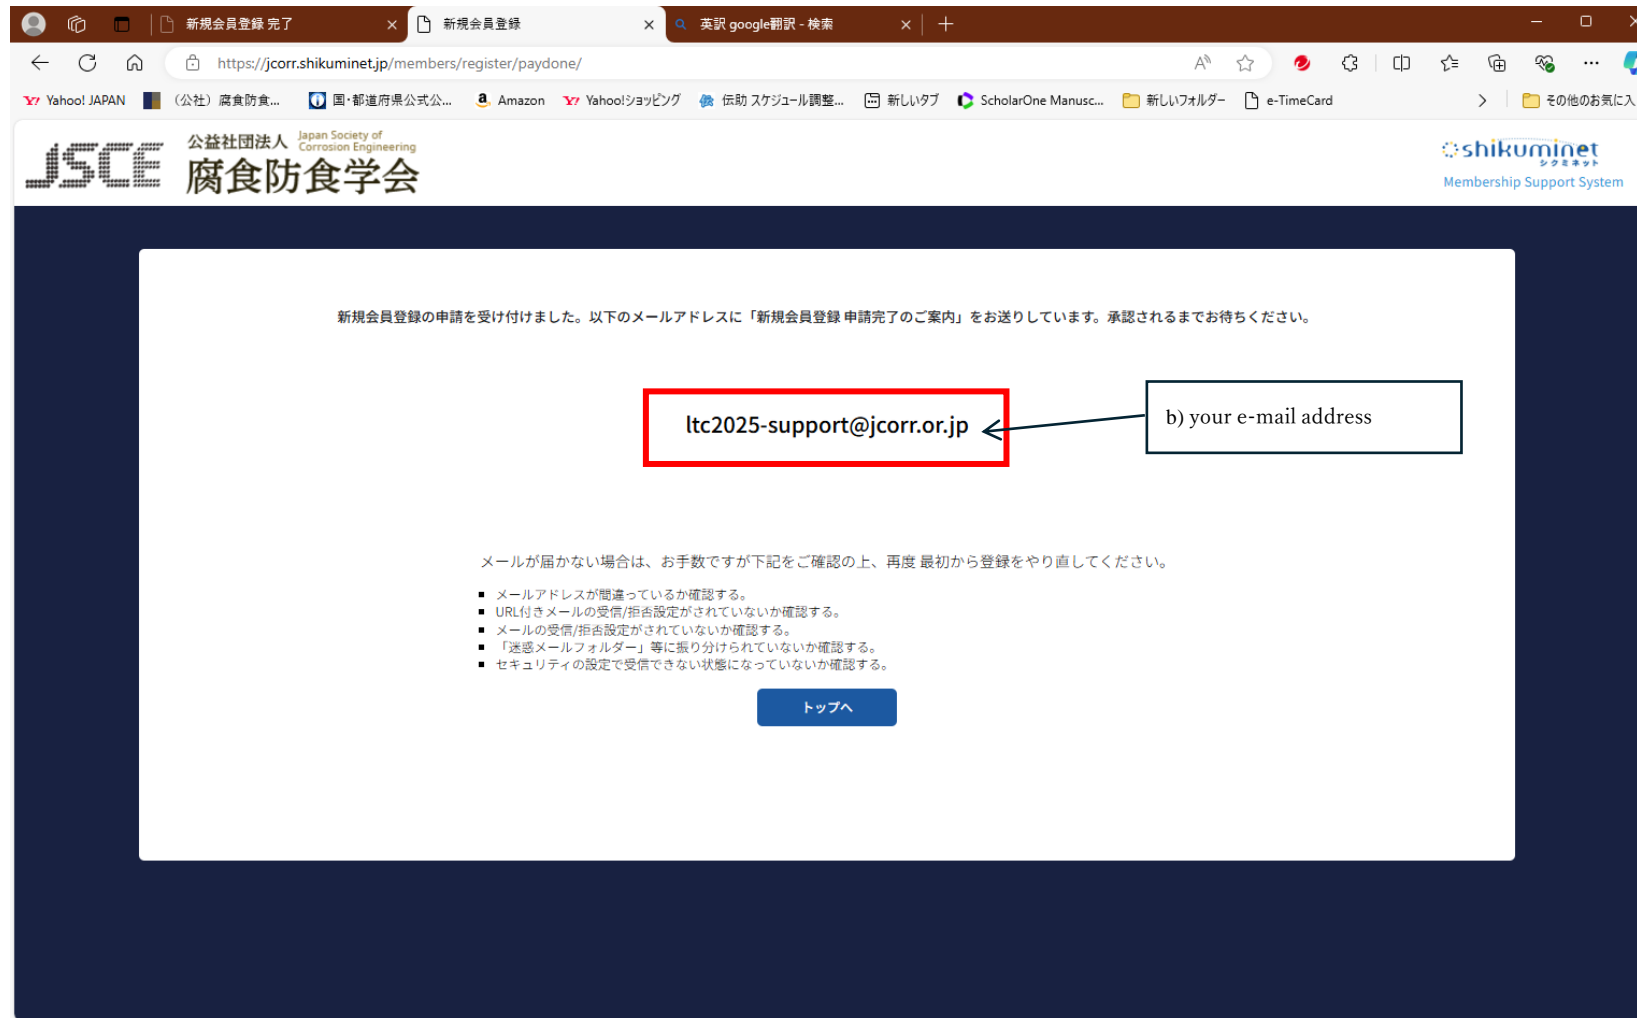 新規会員登録 完了
新規会員登録
英訳 google翻訳 - 検索
https://jcorr.shikuminet.jp/members/register/paydone/
Yahoo! JAPAN
（公社）腐食防食...
国・都道府県公式公...
Amazon
Yahoo!ショッピング
伝助 スケジュール調整...
新しいタブ
ScholarOne Manusc...
新しいフォルダー
e-TimeCard
その他のお気に入
JSCE
公益社団法人
Japan Society of
Corrosion Engineering
腐食防食学会
shikuminet
シクミネット
Membership Support System
新規会員登録の申請を受け付けました。以下のメールアドレスに「新規会員登録 申請完了のご案内」をお送りしています。承認されるまでお待ちください。
ltc2025-support@jcorr.or.jp
b) your e-mail address
メールが届かない場合は、お手数ですが下記をご確認の上、再度 最初から登録をやり直してください。
▪ メールアドレスが間違っているか確認する。
▪ URL付きメールの受信/拒否設定がされていないか確認する。
▪ メールの受信/拒否設定がされていないか確認する。
▪ 「迷惑メールフォルダー」等に振り分けられていないか確認する。
▪ セキュリティの設定で受信できない状態になっていないか確認する。
トップへ